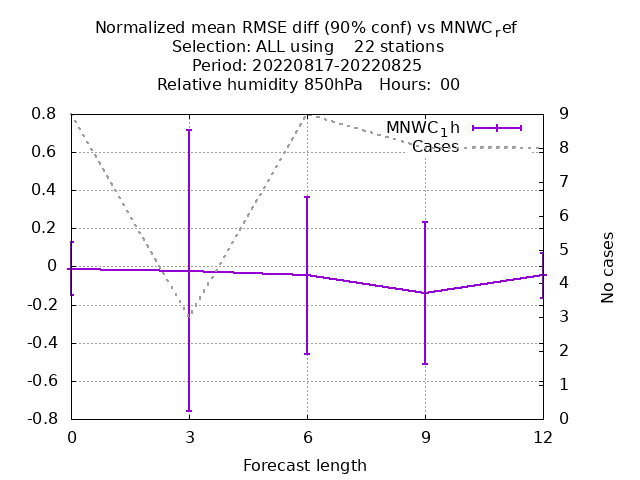 Normalized mean RMSE diff (90% conf) vs MNWCref
Selection: ALL using 22 stations
Period: 20220817-20220825
Relative humidity 850hPa Hours: 00
MNWC1h
Cases
0.8
0.6
0.4
0.2
0
-0.2
-0.4
-0.6
-0.8
9
8
7
6
5
4
3
2
1
0
No cases
0 3 6 9 12
Forecast length